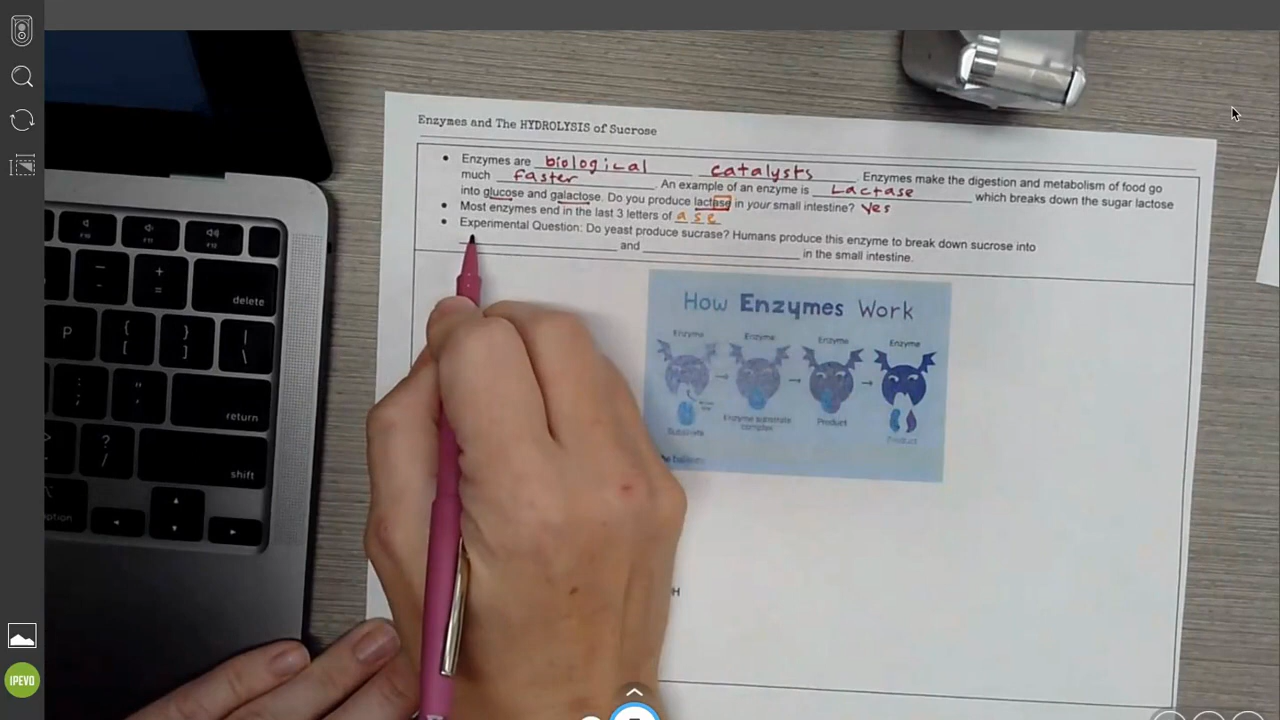 Enzymes and The HYDROLYSIS of Sucrose
• Enzymes are biological catalysts. Enzymes make the digestion and metabolism of food go
much faster. An example of an enzyme is Lactase which breaks down the sugar lactose
into glucose and galactose. Do you produce lactase in your small intestine? Yes
• Most enzymes end in the last 3 letters of ase
• Experimental Question: Do yeast produce sucrase? Humans produce this enzyme to break down sucrose into
____________ and ____________ in the small intestine.
How Enzymes Work
Enzyme Enzyme Enzyme Enzyme
Substrate
Enzyme substrate
complex
Product
Product
H
F10
F11
F12
delete
return
shift
option
P
IPEVO